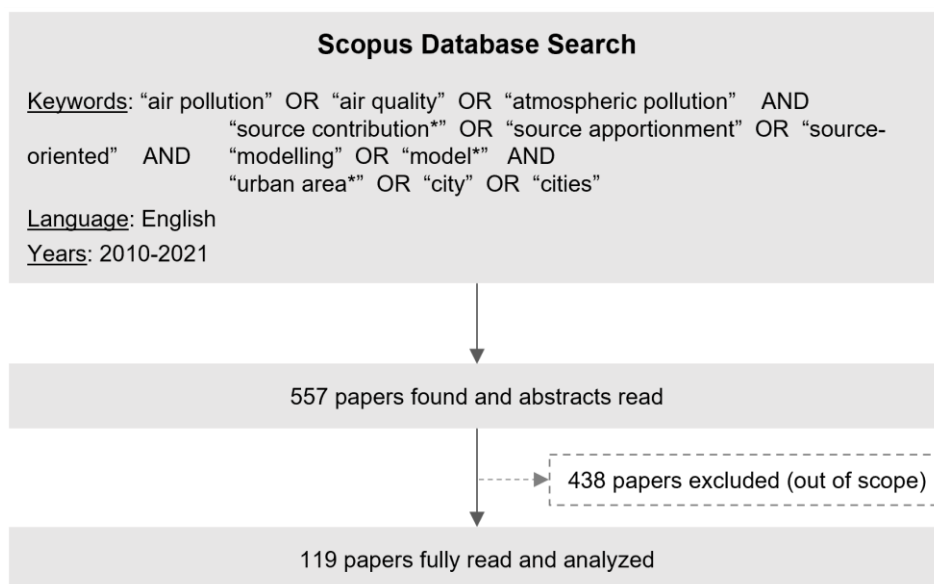 Scopus Database Search
Keywords: “air pollution” OR “air quality” OR “atmospheric pollution” AND
“source contribution*” OR “source apportionment” OR “source-
oriented” AND “modelling” OR “model*” AND
“urban area*” OR “city” OR “cities”
Language: English
Years: 2010-2021
557 papers found and abstracts read
438 papers excluded (out of scope)
119 papers fully read and analyzed